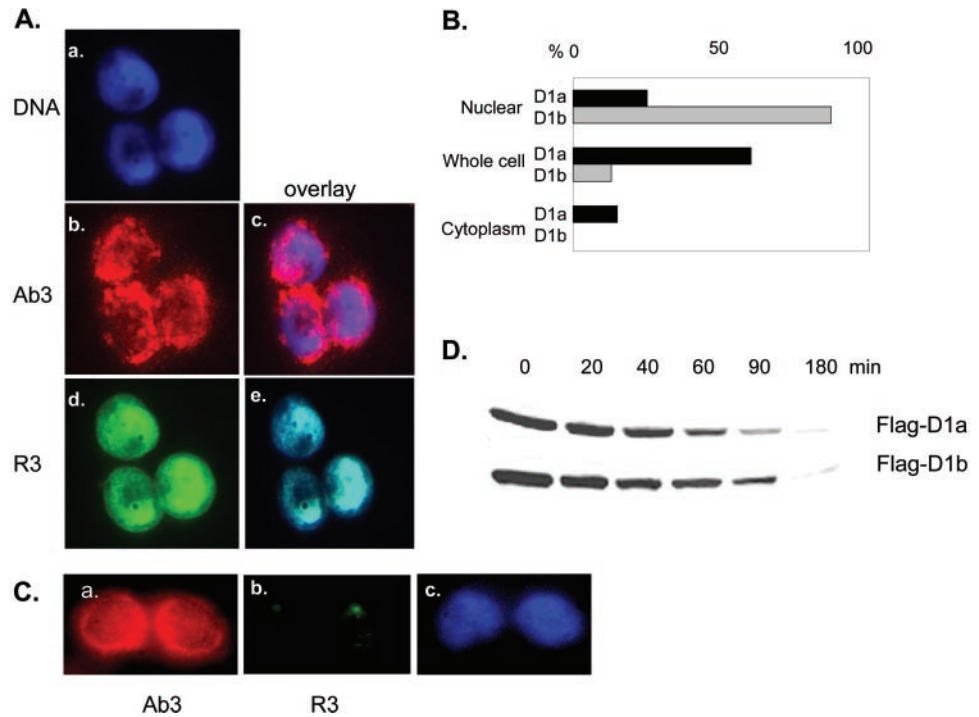 A.
a.
DNA
overlay
b.
c.
Ab3
d.
e.
R3
B.
% 0 50 100
Nuclear D1a
D1b
Whole cell D1a
D1b
Cytoplasm D1a
D1b
D.
0 20 40 60 90 180 min
Flag-D1a
Flag-D1b
C.
a.
b.
c.
Ab3 R3